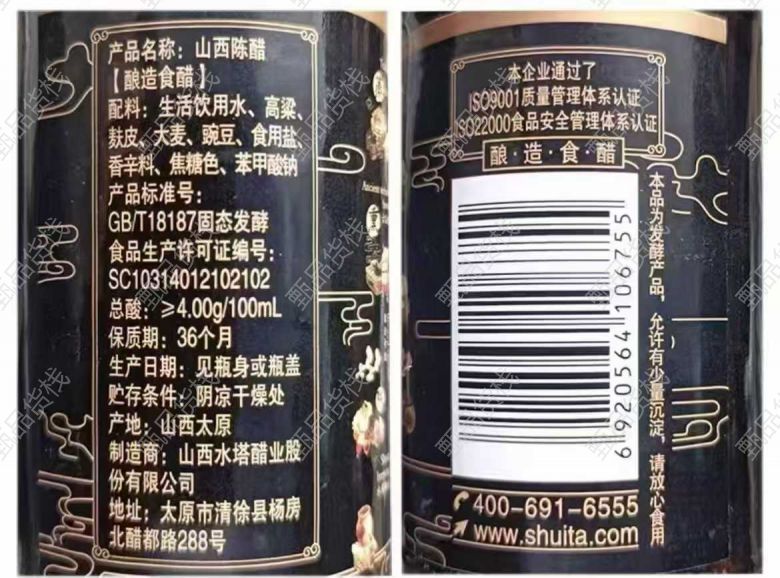 产品名称：山西陈醋
【酿造食醋】
配料：生活饮用水、高粱、
麸皮、大麦、豌豆、食用盐、
香辛料、焦糖色、苯甲酸钠
产品标准号：
GB/T18187固态发酵
食品生产许可证编号：
SC10314012102102
总酸：≥4.00g/100mL
保质期：36个月
生产日期：见瓶身或瓶盖
贮存条件：阴凉干燥处
产地：山西太原
制造商：山西水塔醋业股
份有限公司
地址：太原市清徐县杨房
北醋都路288号
本企业通过了
ISO9001质量管理体系认证
ISO22000食品安全管理体系认证
酿·造·食·醋
6 920564 106755
本品为发酵产品，允许有少量沉淀，请放心食用
400-691-6555
www.shuita.com
甄品货栈